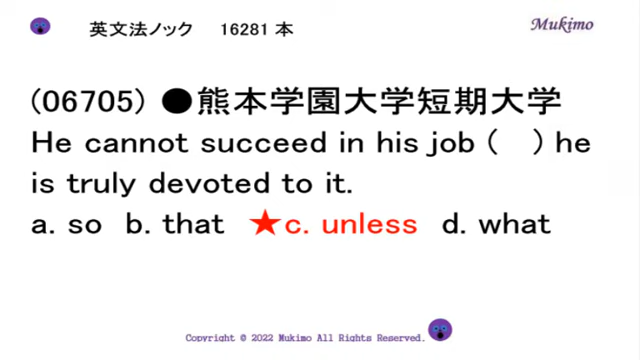 英文法ノック 16281 本
Mukimo
(06705) ●熊本学園大学短期大学
He cannot succeed in his job ( ) he
is truly devoted to it.
a. so b. that ★c. unless d. what
Copyright © 2022 Mukimo All Rights Reserved.